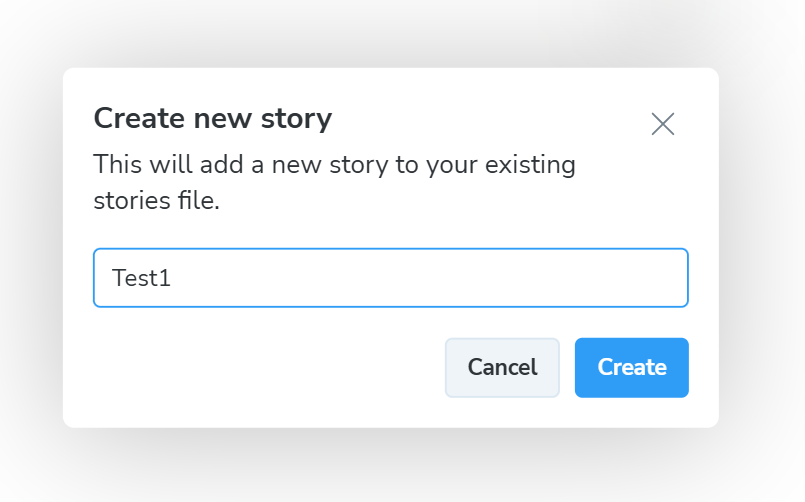 Create new story
This will add a new story to your existing
stories file.
Test1
Cancel
Create